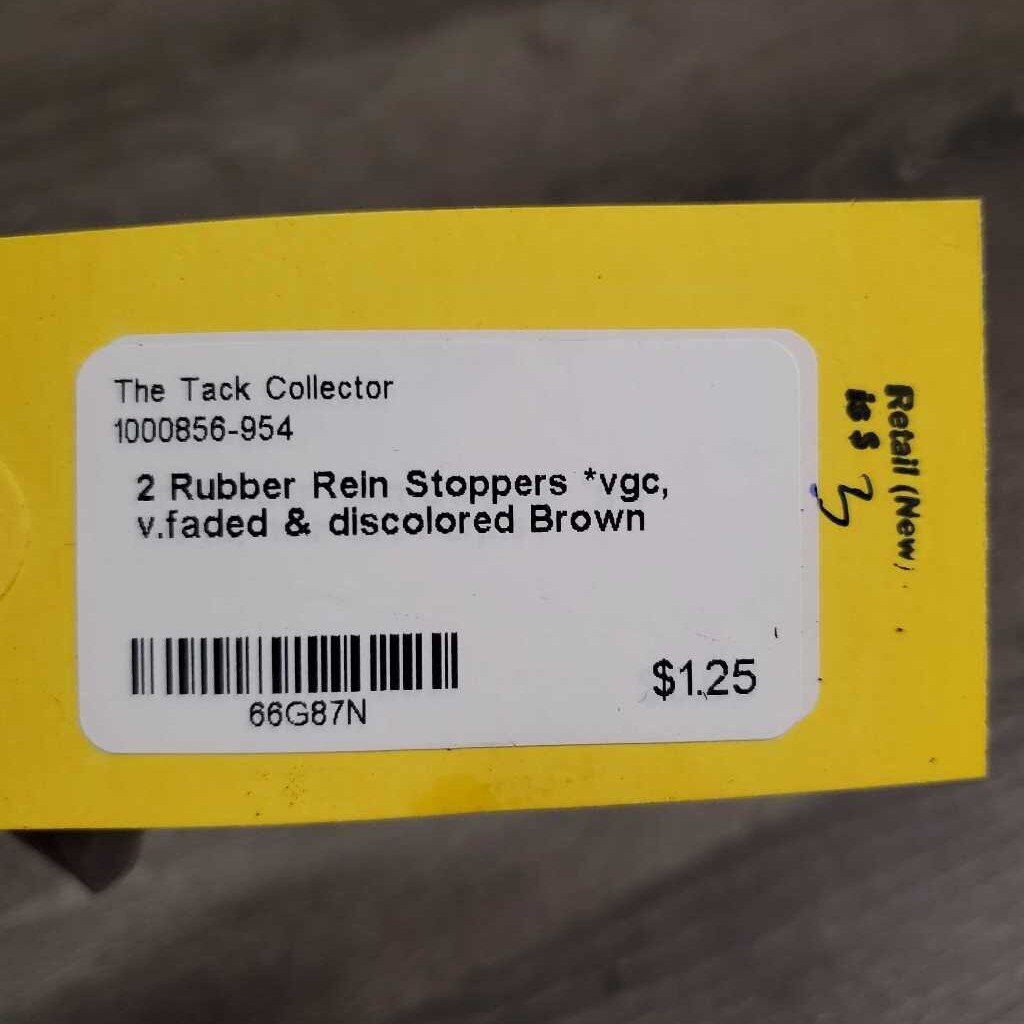 The Tack Collector
1000856-954
2 Rubber Rein Stoppers *vgc,
v.faded & discolored Brown
66G87N
$1.25
Retail (New)
is $ 3